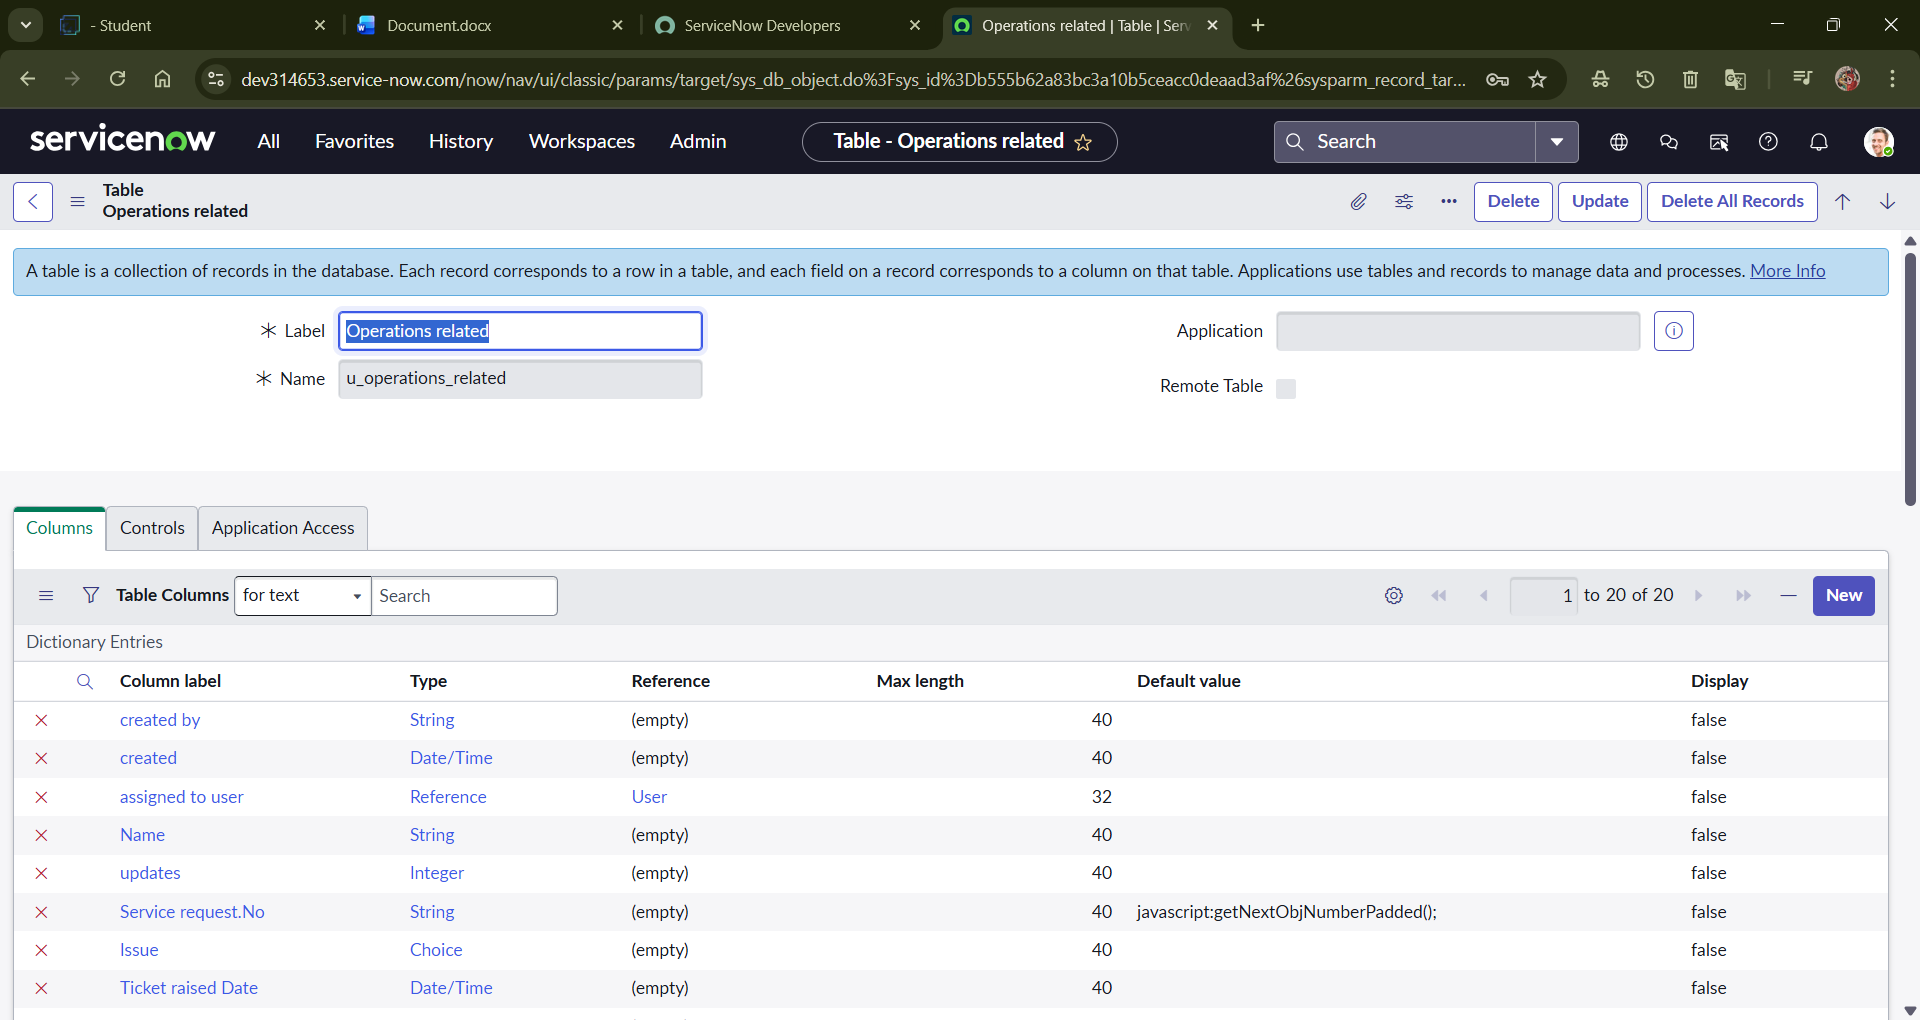 - Student
Document.docx
ServiceNow Developers
Operations related | Table | Serv
dev314653.service-now.com/now/nav/ui/classic/params/target/sys_db_object.do%3Fsys_id%3Db555b62a83bc3a10b5ceacc0deaad3af%26sysparm_record_tar...
servicenow
All Favorites History Workspaces Admin
Table - Operations related
Search
Table
Operations related
Delete Update Delete All Records
A table is a collection of records in the database. Each record corresponds to a row in a table, and each field on a record corresponds to a column on that table. Applications use tables and records to manage data and processes. More Info
Label Operations related
Application
Name u_operations_related
Remote Table
Columns Controls Application Access
Table Columns for text Search 1 to 20 of 20 New
Dictionary Entries
Column label Type Reference Max length Default value Display
created by String (empty) 40 false
created Date/Time (empty) 40 false
assigned to user Reference User 32 false
Name String (empty) 40 false
updates Integer (empty) 40 false
Service request.No String (empty) 40 javascript:getNextObjNumberPadded(); false
Issue Choice (empty) 40 false
Ticket raised Date Date/Time (empty) 40 false